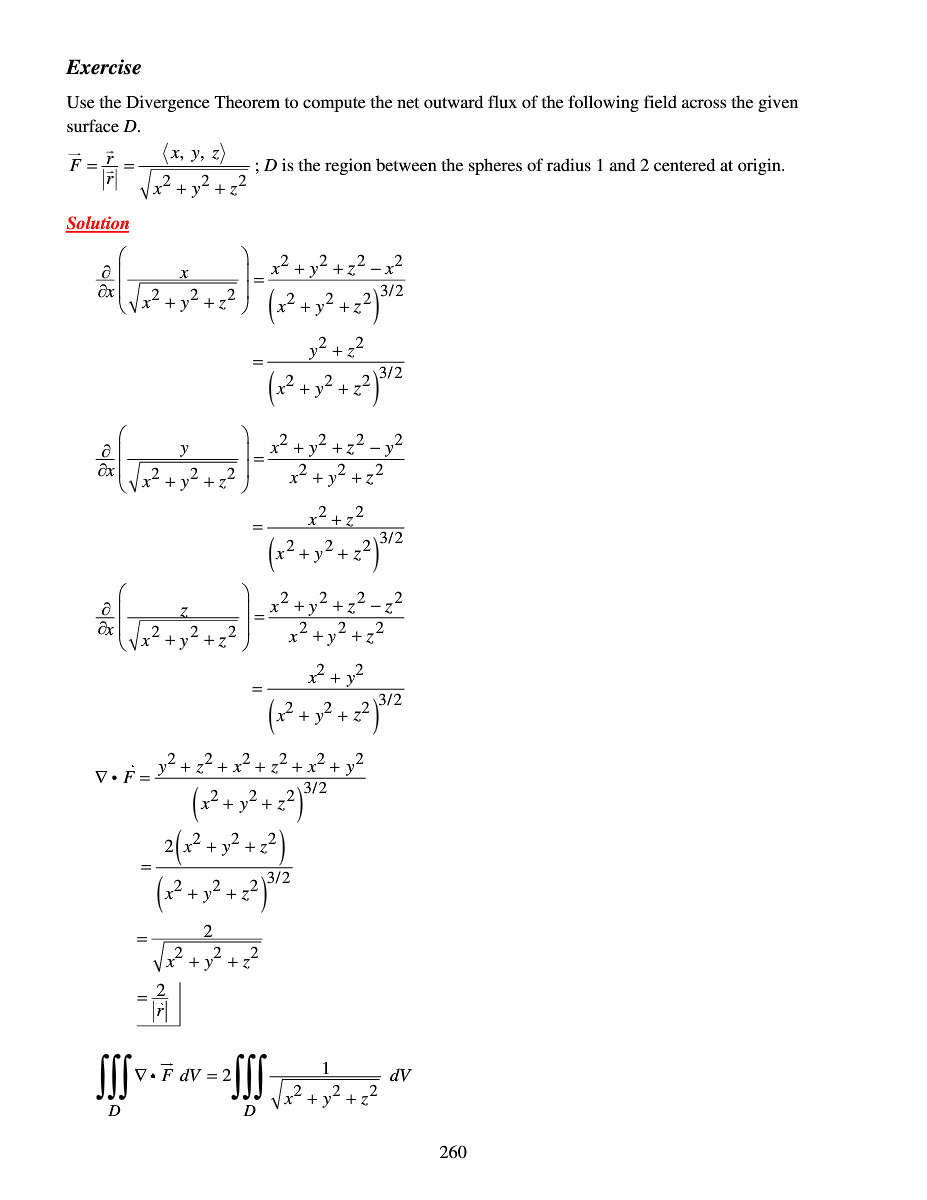 Exercise
Use the Divergence Theorem to compute the net outward flux of the following field across the given
surface D.
$\vec{F} = \frac{\vec{r}}{|\vec{r}|} = \frac{\langle x, y, z \rangle}{\sqrt{x^2 + y^2 + z^2}}$ ; D is the region between the spheres of radius 1 and 2 centered at origin.
Solution
$\frac{\partial}{\partial x}\left(\frac{x}{\sqrt{x^2 + y^2 + z^2}}\right) = \frac{x^2 + y^2 + z^2 - x^2}{\left(x^2 + y^2 + z^2\right)^{3/2}}$
$= \frac{y^2 + z^2}{\left(x^2 + y^2 + z^2\right)^{3/2}}$
$\frac{\partial}{\partial x}\left(\frac{y}{\sqrt{x^2 + y^2 + z^2}}\right) = \frac{x^2 + y^2 + z^2 - y^2}{x^2 + y^2 + z^2}$
$= \frac{x^2 + z^2}{\left(x^2 + y^2 + z^2\right)^{3/2}}$
$\frac{\partial}{\partial x}\left(\frac{z}{\sqrt{x^2 + y^2 + z^2}}\right) = \frac{x^2 + y^2 + z^2 - z^2}{x^2 + y^2 + z^2}$
$= \frac{x^2 + y^2}{\left(x^2 + y^2 + z^2\right)^{3/2}}$
$\nabla \bullet \vec{F} = \frac{y^2 + z^2 + x^2 + z^2 + x^2 + y^2}{\left(x^2 + y^2 + z^2\right)^{3/2}}$
$= \frac{2\left(x^2 + y^2 + z^2\right)}{\left(x^2 + y^2 + z^2\right)^{3/2}}$
$= \frac{2}{\sqrt{x^2 + y^2 + z^2}}$
$= \frac{2}{|\vec{r}|}$
$\iiint_D \nabla \bullet \vec{F} \, dV = 2 \iiint_D \frac{1}{\sqrt{x^2 + y^2 + z^2}} \, dV$
260